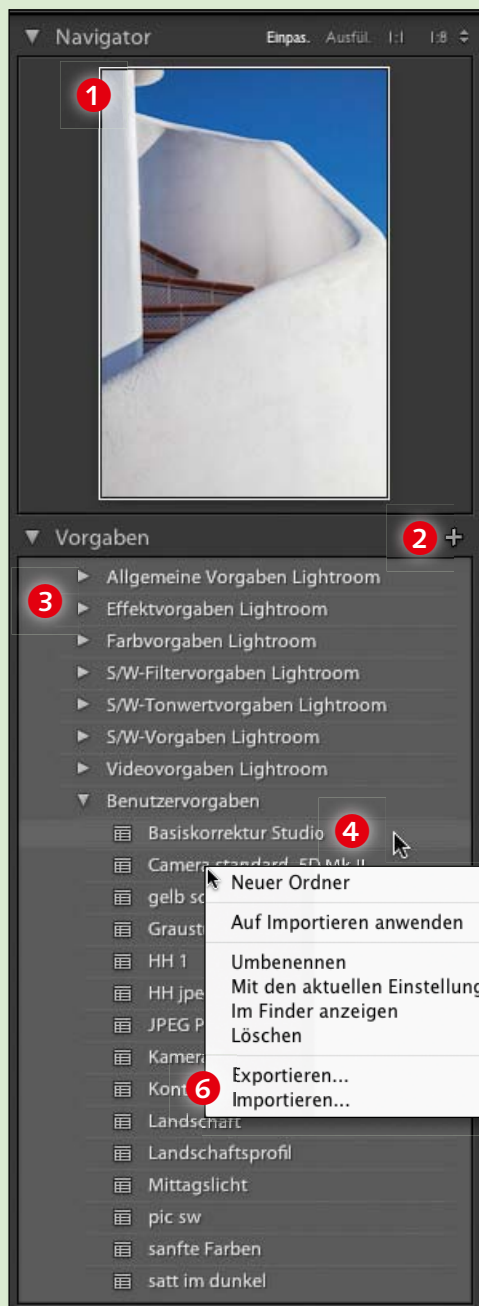 Navigator Einpas. Ausfül. 1:1 1:8
1
Vorgaben 2 +
Allgemeine Vorgaben Lightroom
3
Effektvorgaben Lightroom
Farbvorgaben Lightroom
S/W-Filtervorgaben Lightroom
S/W-Tonwertvorgaben Lightroom
S/W-Vorgaben Lightroom
Videovorgaben Lightroom
Benutzervorgaben
Basiskorrektur Studio 4
gelb
HH 1
HH
JPEG
Landschaft
Landschaftsprofil
Mittagslicht
pic sw
sanfte Farben
satt im dunkel
Neuer Ordner
Auf Importieren anwenden
Umbenennen
Mit den aktuellen Einstellung
Im Finder anzeigen
Löschen
6 Exportieren...
Importieren...